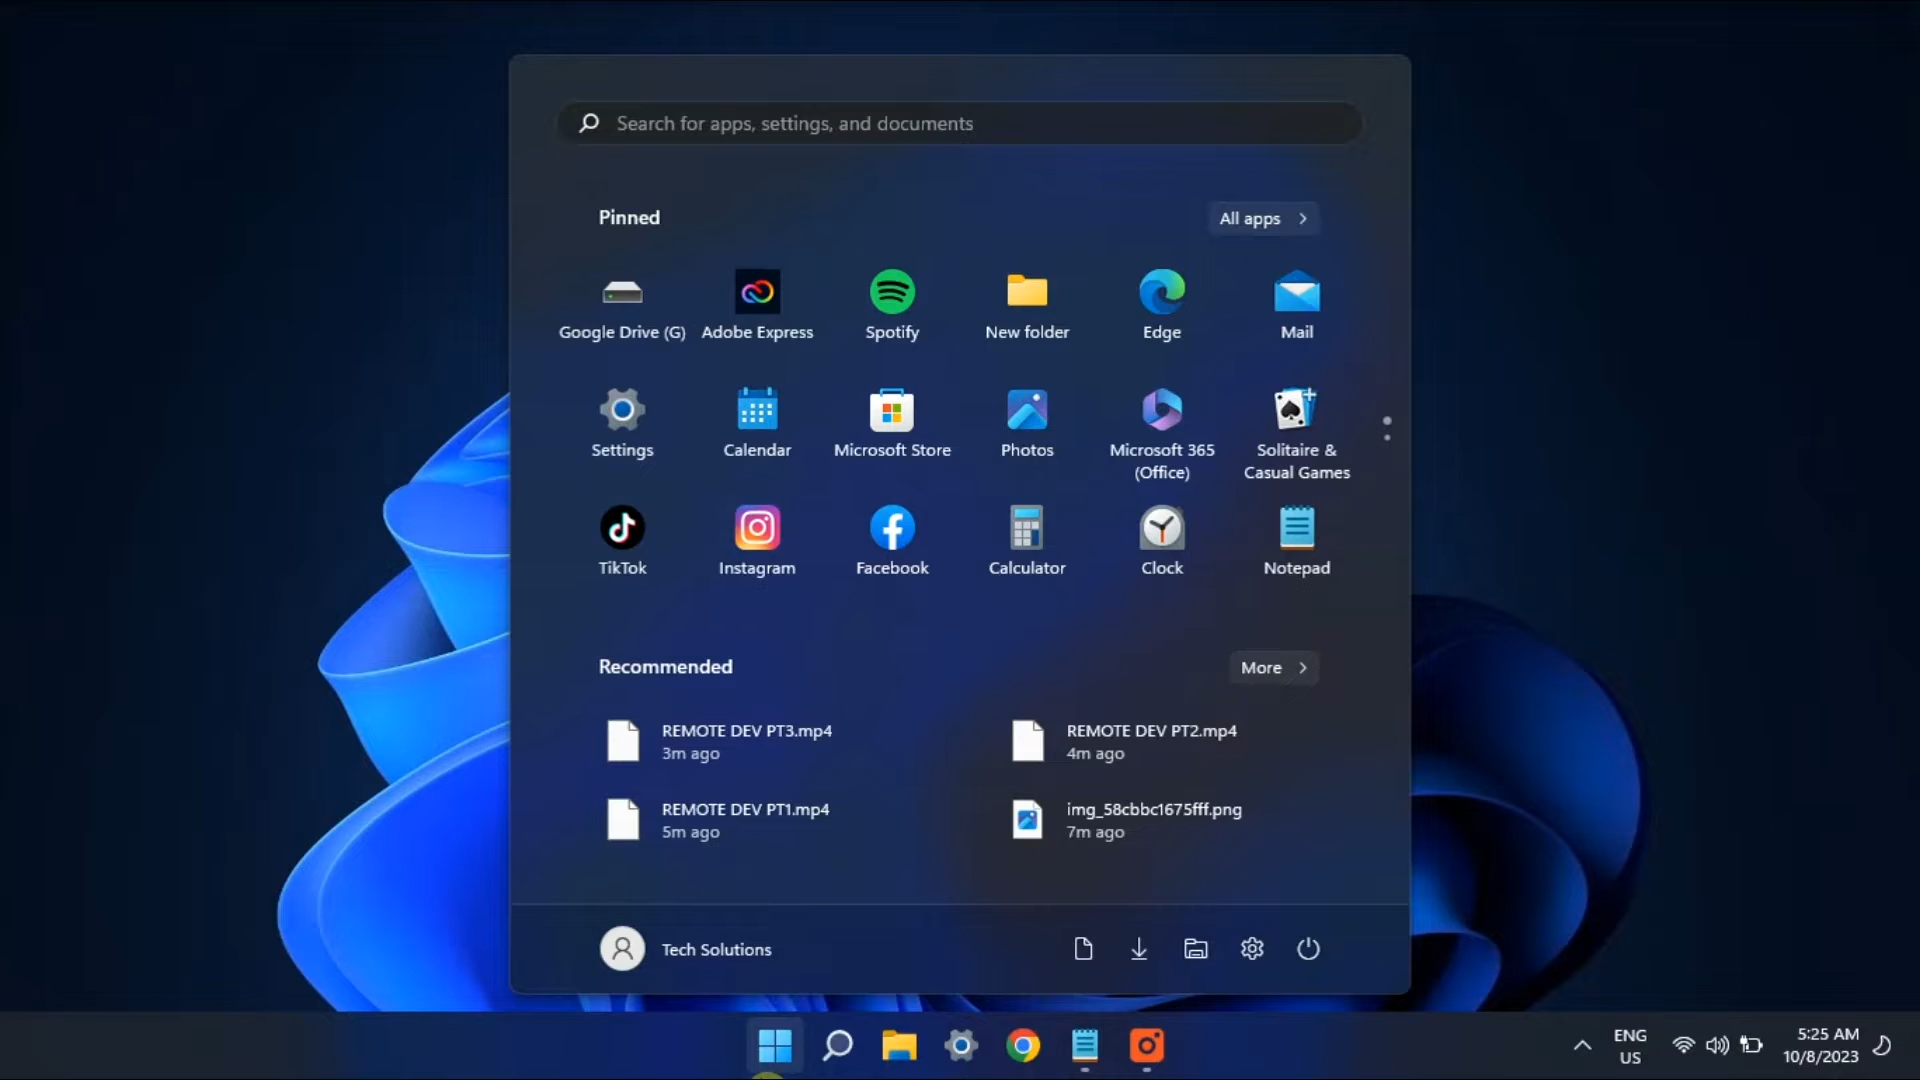 Search for apps, settings, and documents
Pinned
All apps
Google Drive (G)
Adobe Express
Spotify
New folder
Edge
Mail
Settings
Calendar
Microsoft Store
Photos
Microsoft 365
(Office)
Solitaire &
Casual Games
TikTok
Instagram
Facebook
Calculator
Clock
Notepad
Recommended
More
REMOTE DEV PT3.mp4
3m ago
REMOTE DEV PT2.mp4
4m ago
REMOTE DEV PT1.mp4
5m ago
img_58cbbc1675fff.png
7m ago
Tech Solutions
ENG
US
5:25 AM
10/8/2023